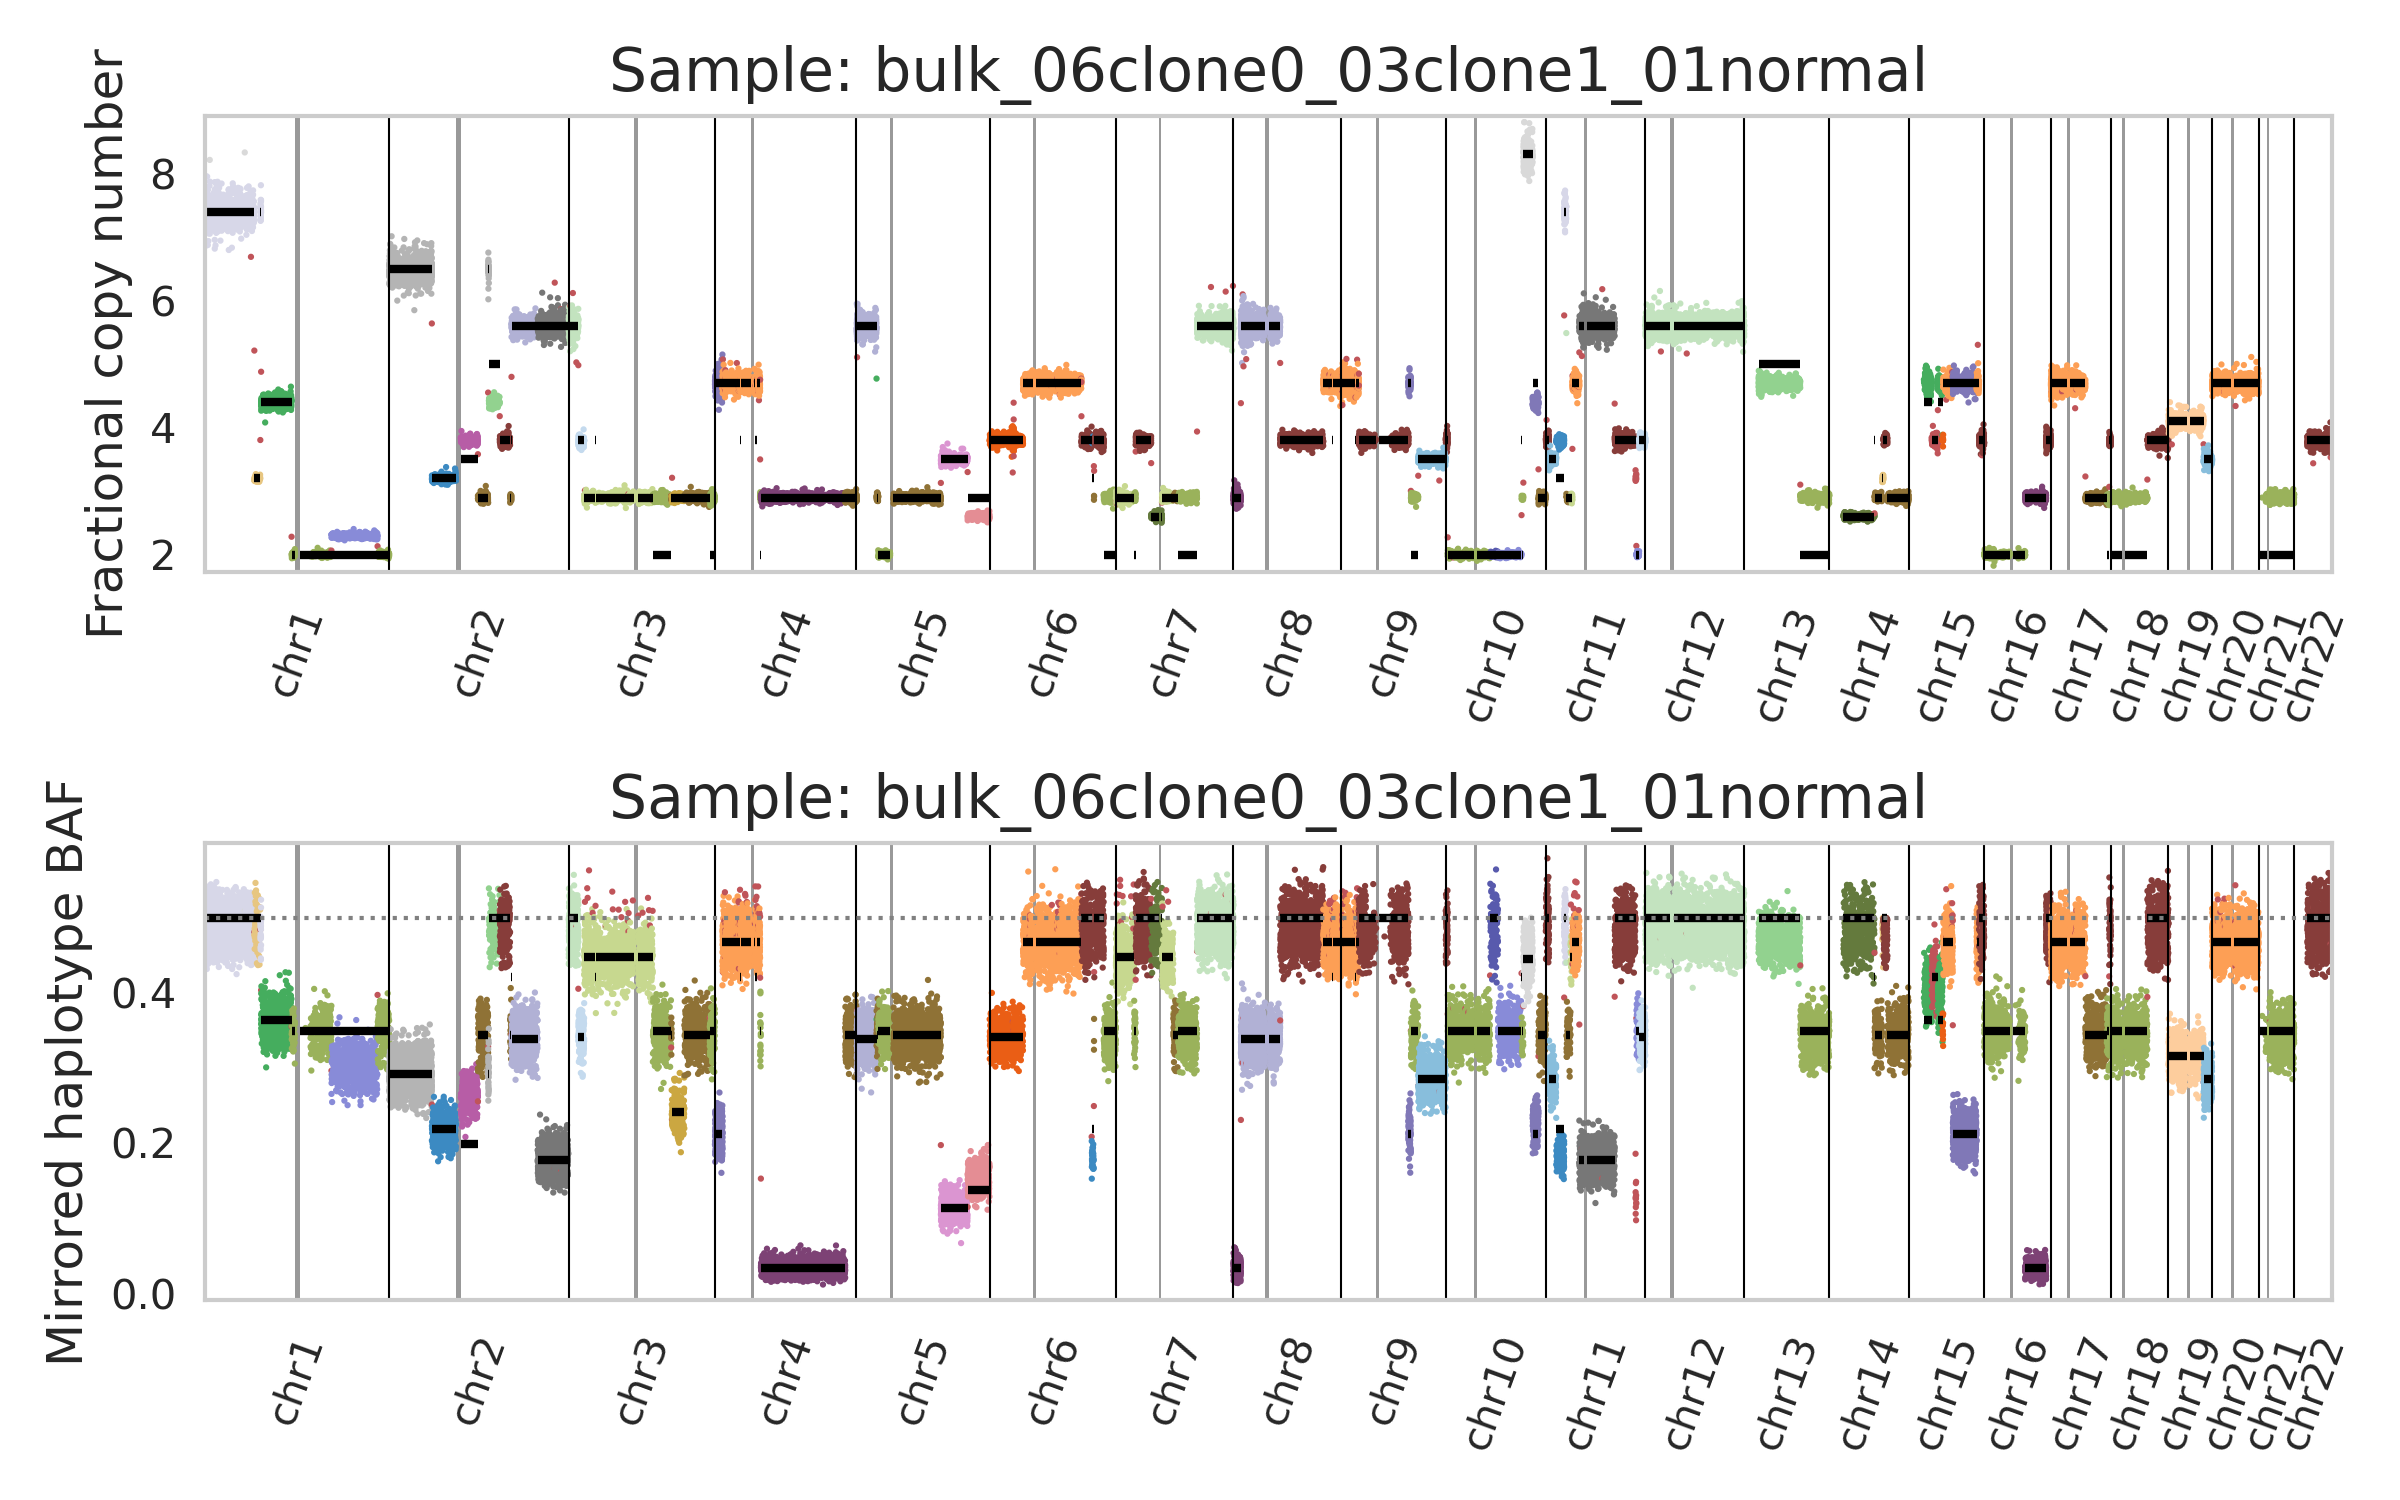 Sample: bulk_06clone0_03clone1_01normal
Fractional copy number
8
6
4
2
chr1 chr2 chr3 chr4 chr5 chr6 chr7 chr8 chr9 chr10 chr11 chr12 chr13 chr14 chr15 chr16 chr17 chr18 chr19 chr20 chr21 chr22
Sample: bulk_06clone0_03clone1_01normal
Mirrored haplotype BAF
0.4
0.2
0.0
chr1 chr2 chr3 chr4 chr5 chr6 chr7 chr8 chr9 chr10 chr11 chr12 chr13 chr14 chr15 chr16 chr17 chr18 chr19 chr20 chr21 chr22